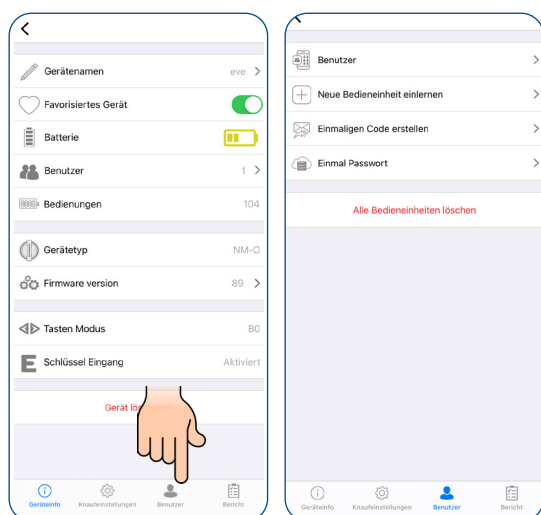 Gerätenamen
eve
Favorisiertes Gerät
Batterie
Benutzer
1
Bedienungen
104
Gerätetyp
NM-O
Firmware version
89
Tasten Modus
B0
Schlüssel Eingang
Aktiviert
Gerät
Geräteinfo Knaufeinstellungen Benutzer Bericht
Benutzer
Neue Bedieneinheit einlernen
Einmaligen Code erstellen
Einmal Passwort
Alle Bedieneinheiten löschen
Geräteinfo Knaufeinstellungen Benutzer Bericht